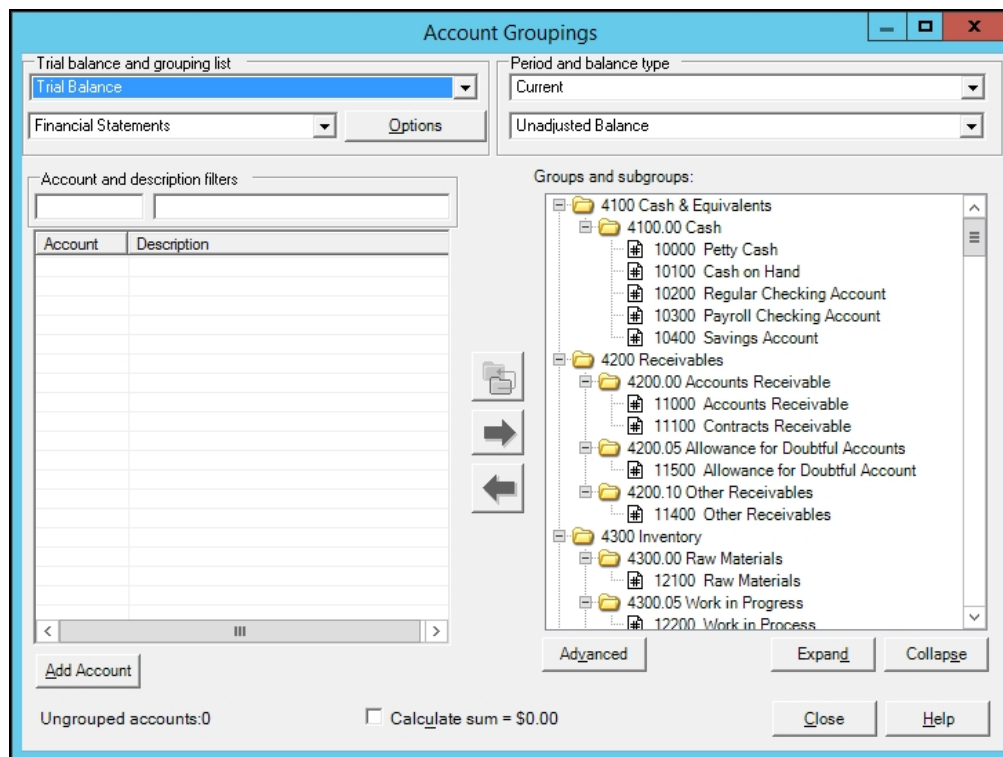 Account Groupings
Trial balance and grouping list
Trial Balance
Financial Statements
Options
Period and balance type
Current
Unadjusted Balance
Account and description filters
Account Description
Groups and subgroups:
4100 Cash & Equivalents
4100.00 Cash
10000 Petty Cash
10100 Cash on Hand
10200 Regular Checking Account
10300 Payroll Checking Account
10400 Savings Account
4200 Receivables
4200.00 Accounts Receivable
11000 Accounts Receivable
11100 Contracts Receivable
4200.05 Allowance for Doubtful Accounts
11500 Allowance for Doubtful Account
4200.10 Other Receivables
11400 Other Receivables
4300 Inventory
4300.00 Raw Materials
12100 Raw Materials
4300.05 Work in Progress
12200 Work in Process
Advanced Expand Collapse
Add Account
Ungrouped accounts:0 Calculate sum = $0.00 Close Help